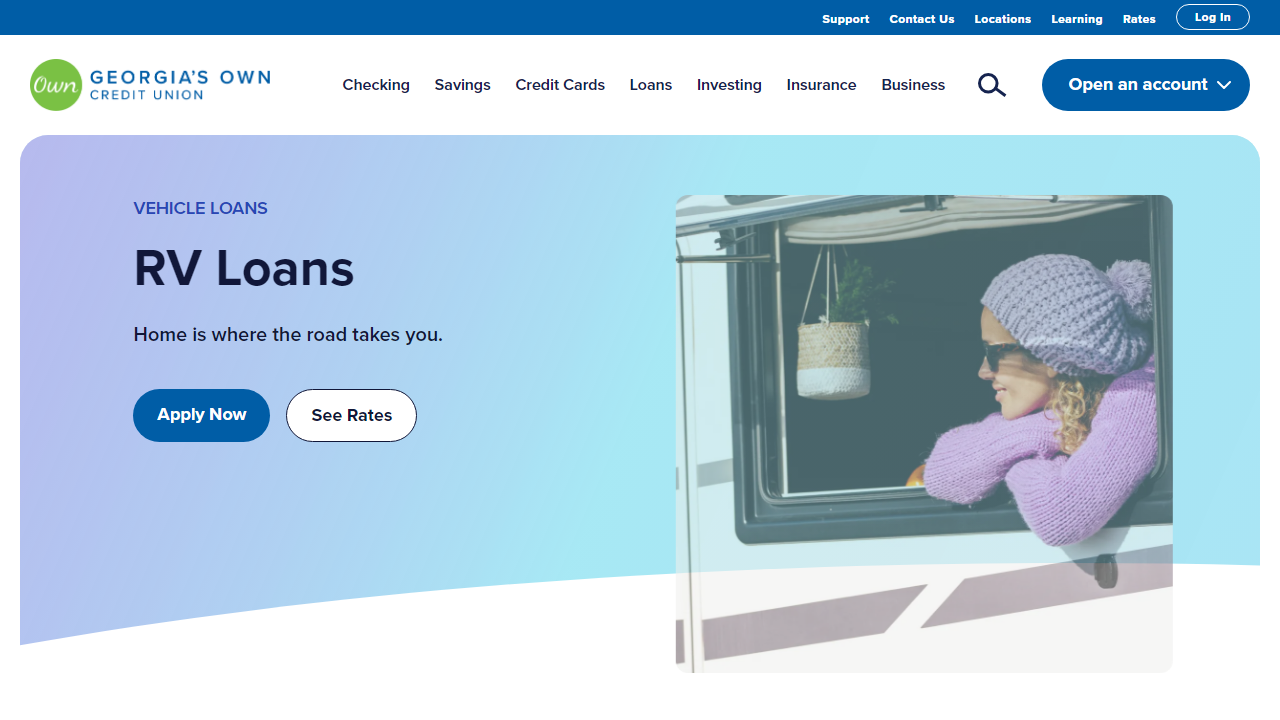 Support Contact Us Locations Learning Rates Log In
Own GEORGIA'S OWN
CREDIT UNION
Checking Savings Credit Cards Loans Investing Insurance Business Open an account
VEHICLE LOANS
RV Loans
Home is where the road takes you.
Apply Now See Rates